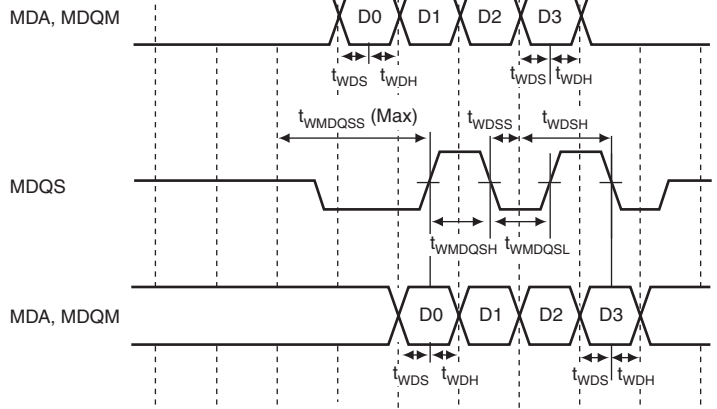 MDA, MDQM D0 D1 D2 D3
tWDS tWDH tWDS tWDH
tWMDQSS (Max) tWDSS tWDSH
MDQS
tWMDQSH tWMDQSL
MDA, MDQM D0 D1 D2 D3
tWDS tWDH tWDS tWDH